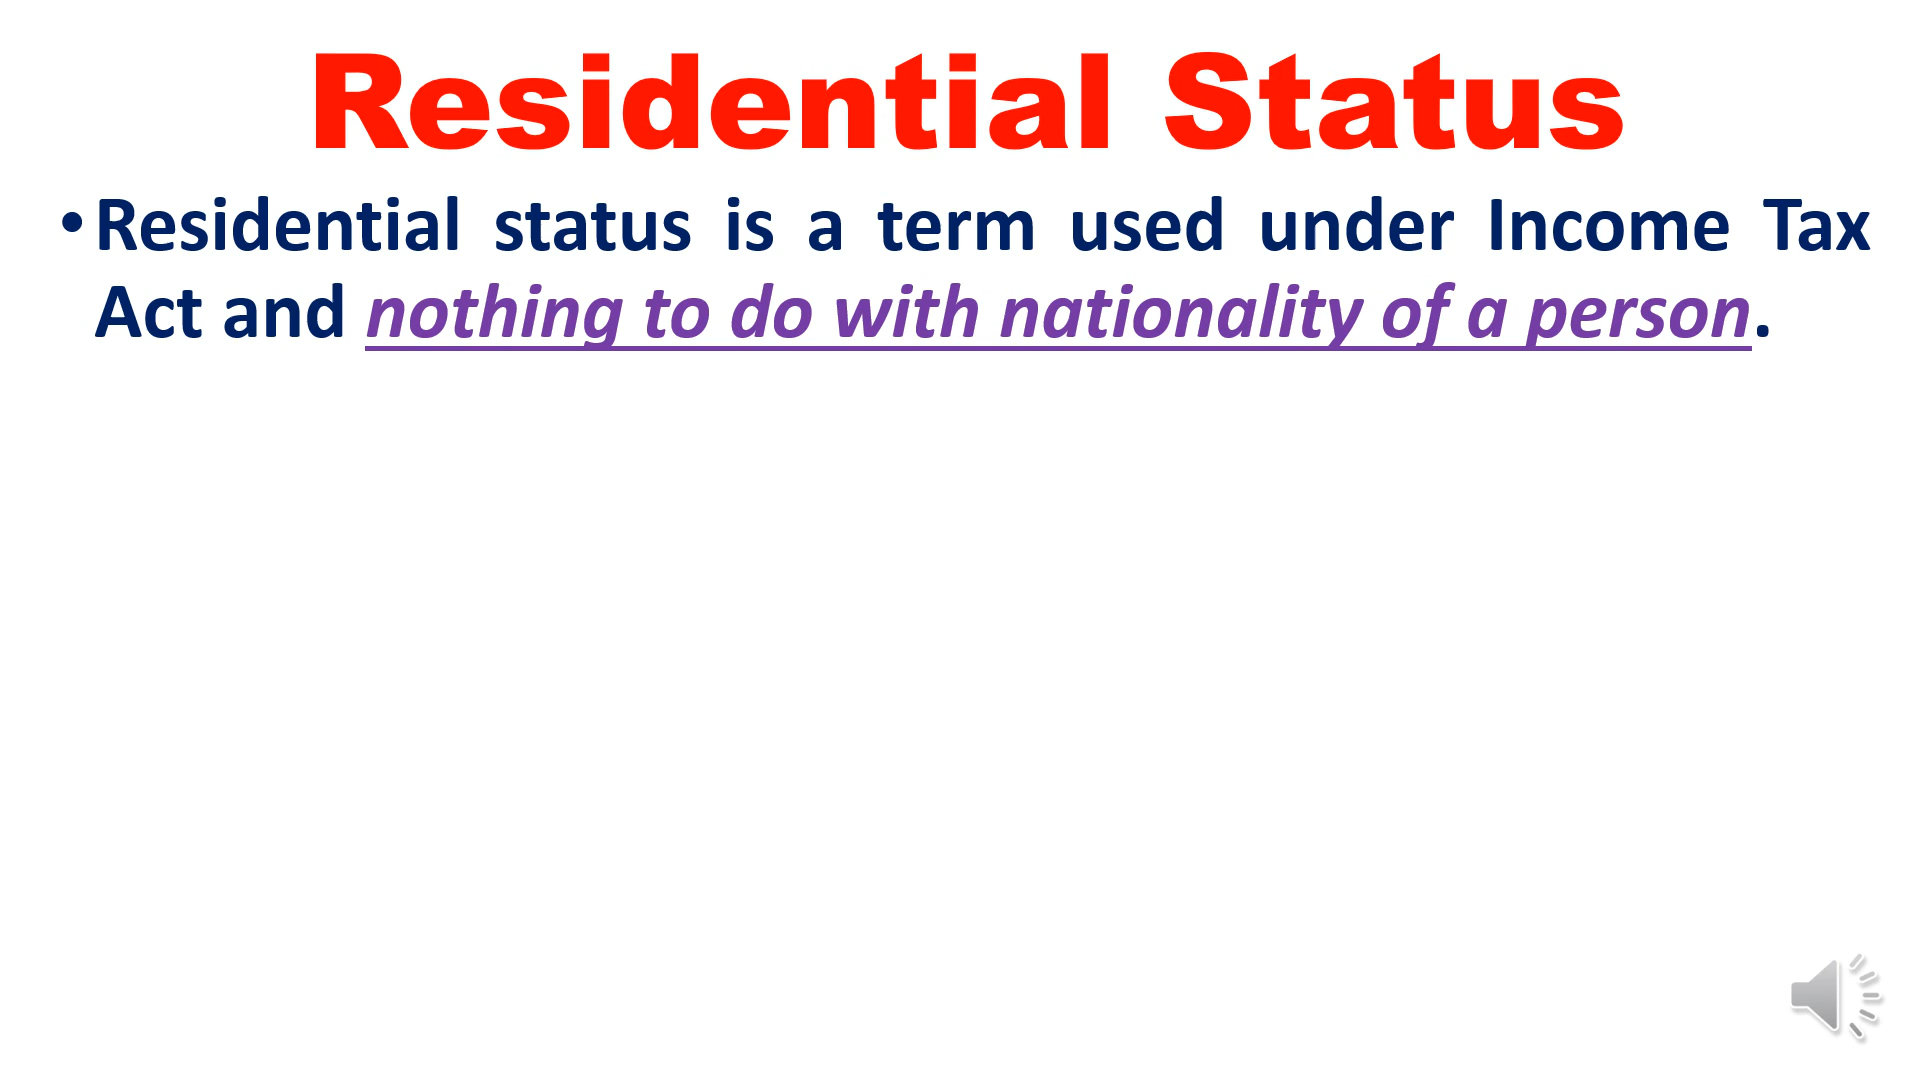 Residential Status
•Residential status is a term used under Income Tax
Act and nothing to do with nationality of a person.